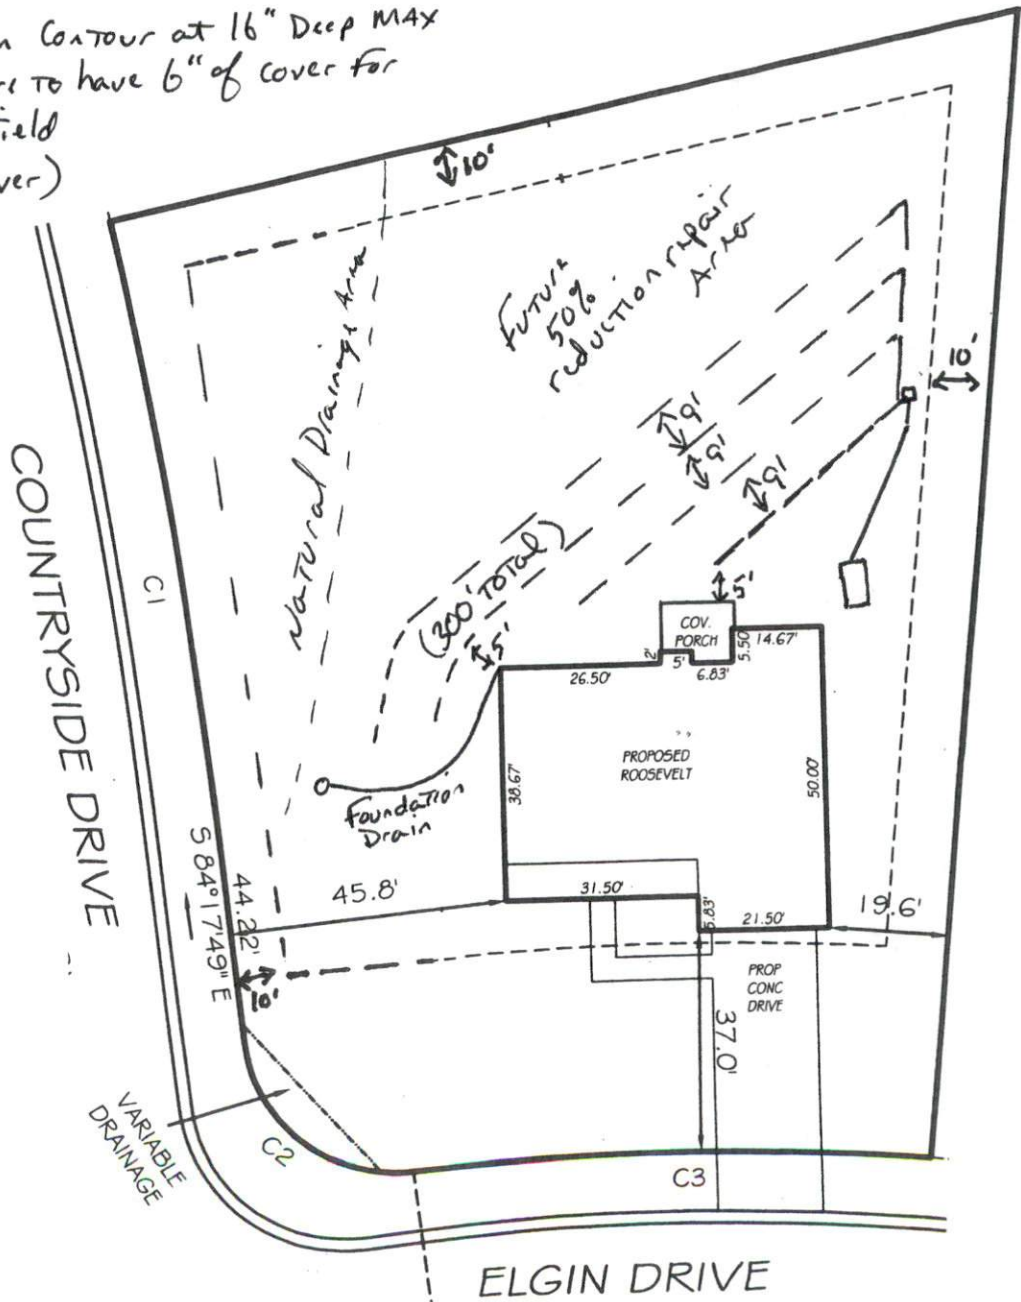 n Contour at 16" Deep MAX
to have 6" of cover for
ield
ver)
10'
Natural Drainage Area
Future
50%
reduction repair
Area
10'
9'
9'
9'
(300' TOTAL)
5'
5'
COV.
PORCH
2'
5'
6.83'
5.50'
14.67'
26.50'
38.67'
50.00'
PROPOSED
ROOSEVELT
Foundation
Drain
COUNTRYSIDE DRIVE
C1
S 84°17'49" E
44.22'
45.8'
31.50'
5.83'
21.50'
19.6'
10'
PROP
CONC
DRIVE
37.0'
VARIABLE
DRAINAGE
C2
C3
ELGIN DRIVE